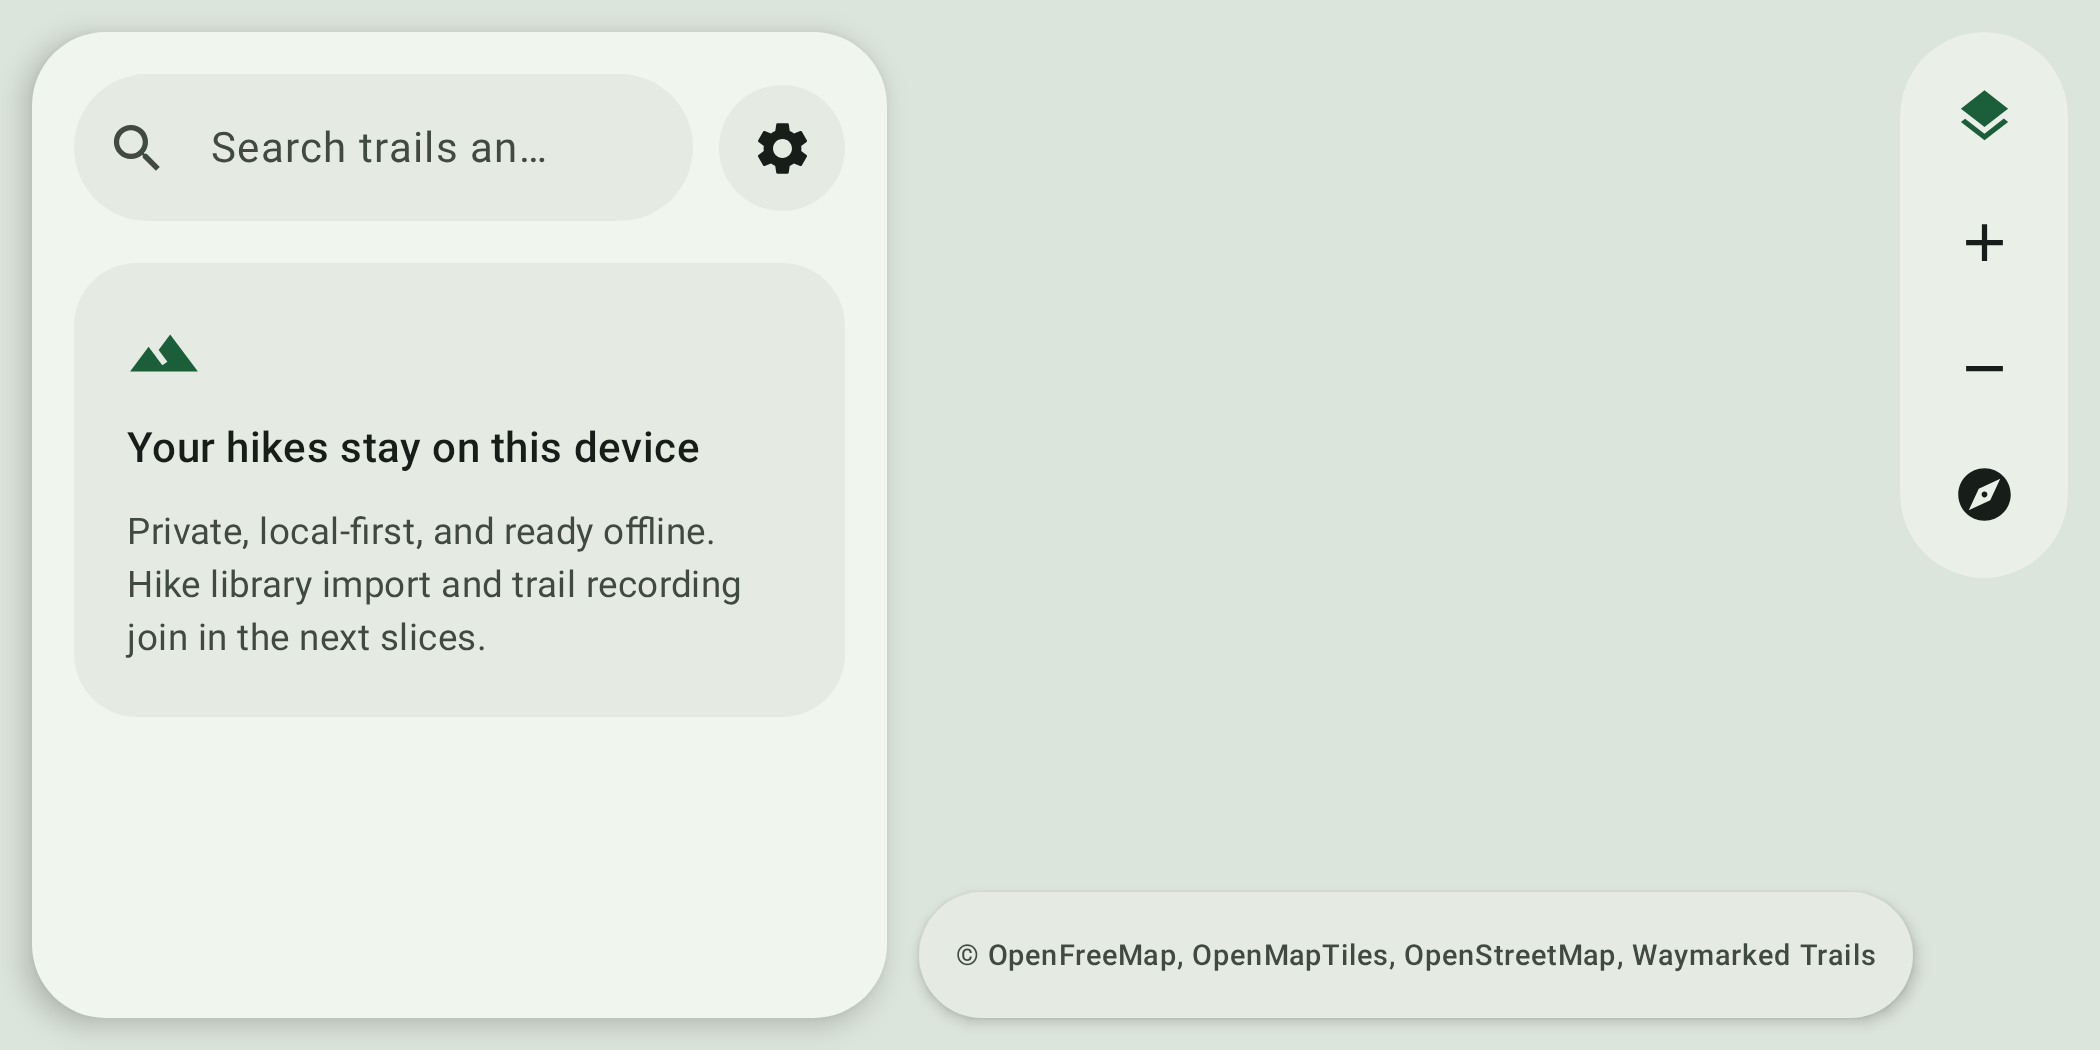 Search trails an…
Your hikes stay on this device
Private, local-first, and ready offline.
Hike library import and trail recording
join in the next slices.
© OpenFreeMap, OpenMapTiles, OpenStreetMap, Waymarked Trails